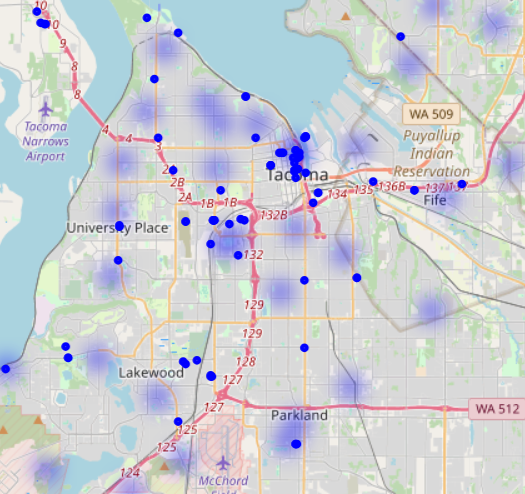 10
0
9
8
8
Tacoma
Narrows
Airport
4
4
3
2
2B
2A
1B
1B
WA 509
Puyallup
Indian
Reservation
Tacoma
134
135
136B
137
Fife
University Place
132B
132
129
129
128
127
127
Lakewood
125
125
124
Parkland
WA 512
McChord
Field